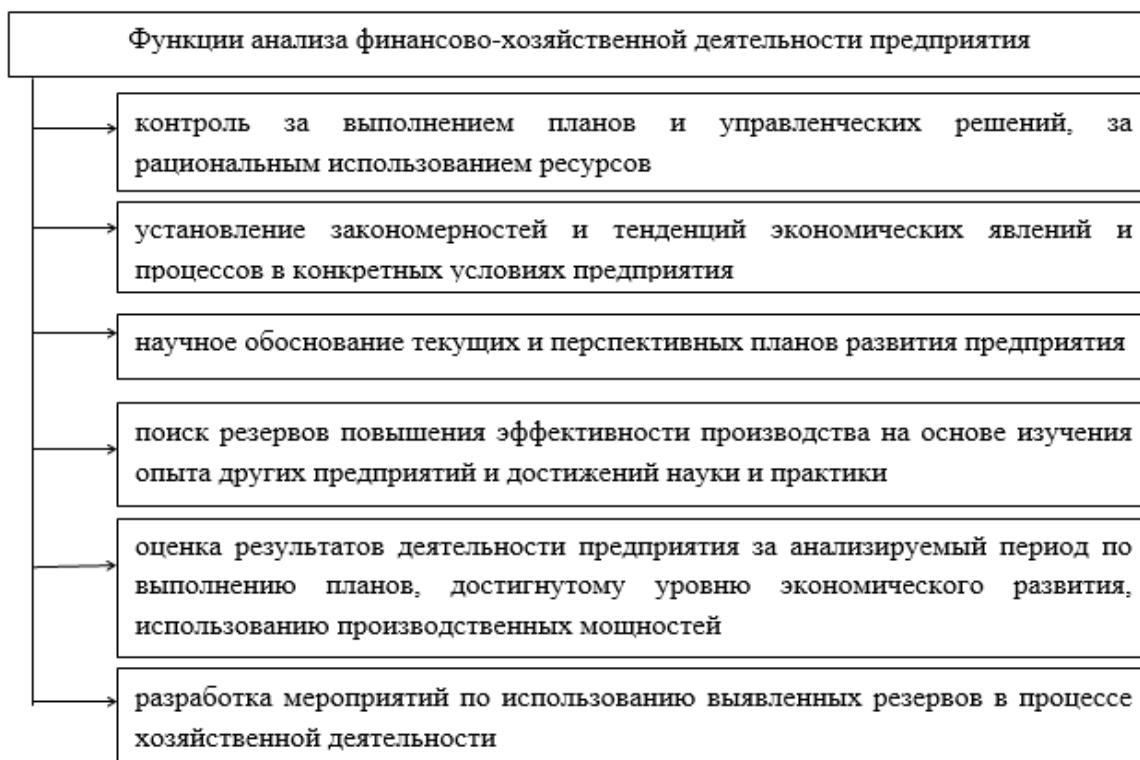 Функции анализа финансово-хозяйственной деятельности предприятия
контроль за выполнением планов и управленческих решений, за
рациональным использованием ресурсов
установление закономерностей и тенденций экономических явлений и
процессов в конкретных условиях предприятия
научное обоснование текущих и перспективных планов развития предприятия
поиск резервов повышения эффективности производства на основе изучения
опыта других предприятий и достижений науки и практики
оценка результатов деятельности предприятия за анализируемый период по
выполнению планов, достигнутому уровню экономического развития,
использованию производственных мощностей
разработка мероприятий по использованию выявленных резервов в процессе
хозяйственной деятельности